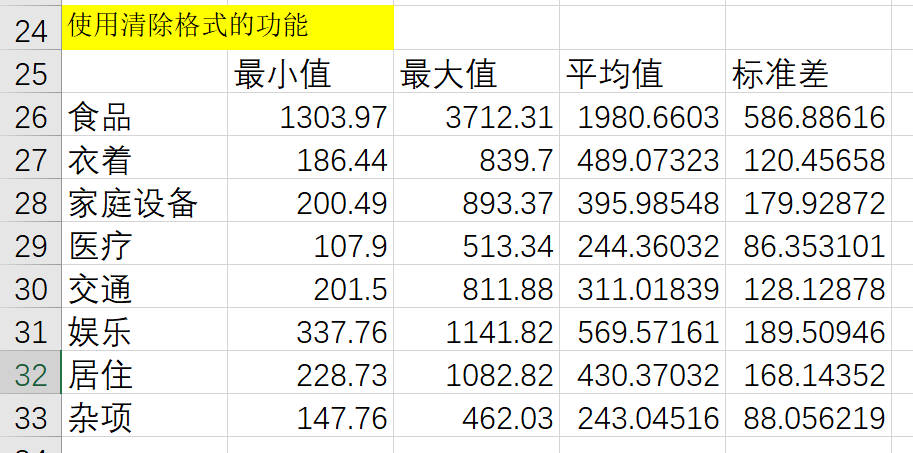 24 使用清除格式的功能
25 最小值 最大值 平均值 标准差
26 食品 1303.97 3712.31 1980.6603 586.88616
27 衣着 186.44 839.7 489.07323 120.45658
28 家庭设备 200.49 893.37 395.98548 179.92872
29 医疗 107.9 513.34 244.36032 86.353101
30 交通 201.5 811.88 311.01839 128.12878
31 娱乐 337.76 1141.82 569.57161 189.50946
32 居住 228.73 1082.82 430.37032 168.14352
33 杂项 147.76 462.03 243.04516 88.056219